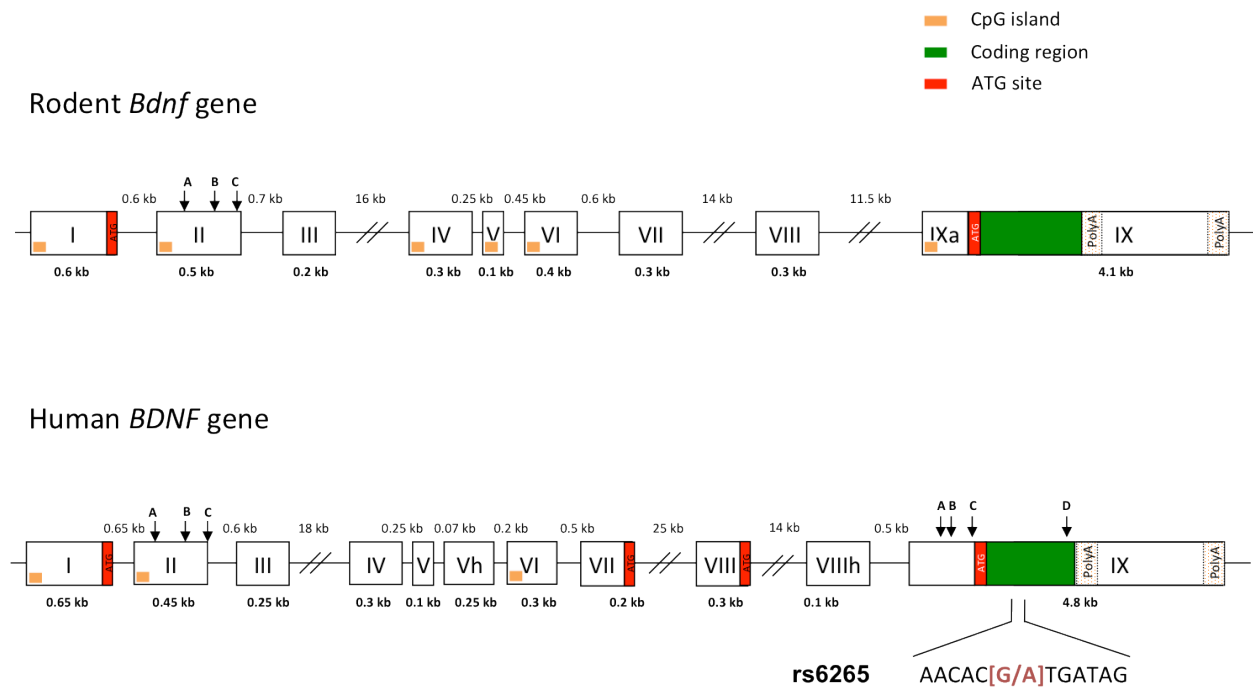 CpG island
Coding region
ATG site
Rodent Bdnf gene
A B C
0.6 kb 0.7 kb 16 kb 0.25 kb 0.45 kb 0.6 kb 14 kb 11.5 kb
I ATG II III IV V VI VII VIII IXa ATG PolyA IX PolyA
0.6 kb 0.5 kb 0.2 kb 0.3 kb 0.1 kb 0.4 kb 0.3 kb 0.3 kb 4.1 kb
Human BDNF gene
A B C A B C D
0.65 kb 0.6 kb 18 kb 0.25 kb 0.07 kb 0.2 kb 0.5 kb 25 kb 14 kb 0.5 kb
I ATG II III IV V Vh VI VII ATG VIII ATG VIIIh ATG PolyA IX PolyA
0.65 kb 0.45 kb 0.25 kb 0.3 kb 0.1 kb 0.25 kb 0.3 kb 0.2 kb 0.3 kb 0.1 kb 4.8 kb
rs6265 AACAC[G/A]TGATAG